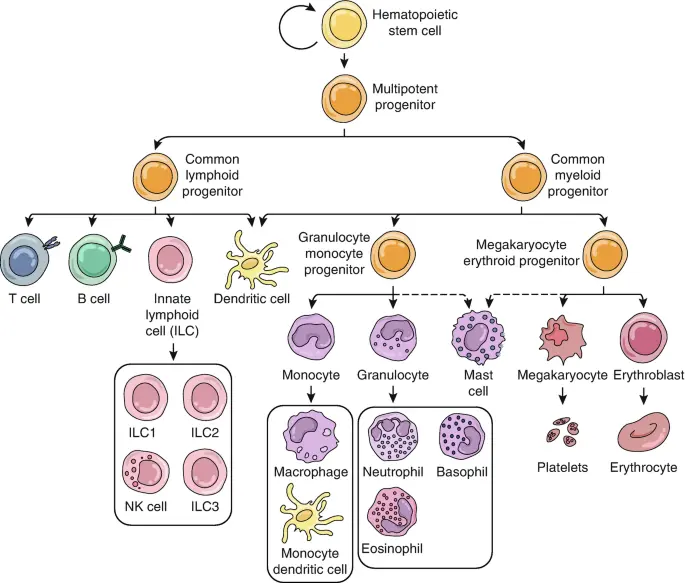 Hematopoietic
stem cell
Multipotent
progenitor
Common
lymphoid
progenitor
Common
myeloid
progenitor
T cell
B cell
Innate
lymphoid
cell (ILC)
Dendritic cell
Granulocyte
monocyte
progenitor
Megakaryocyte
erythroid progenitor
Monocyte
Granulocyte
Mast
cell
Megakaryocyte
Erythroblast
ILC1
ILC2
NK cell
ILC3
Macrophage
Monocyte
dendritic cell
Neutrophil
Basophil
Eosinophil
Platelets
Erythrocyte